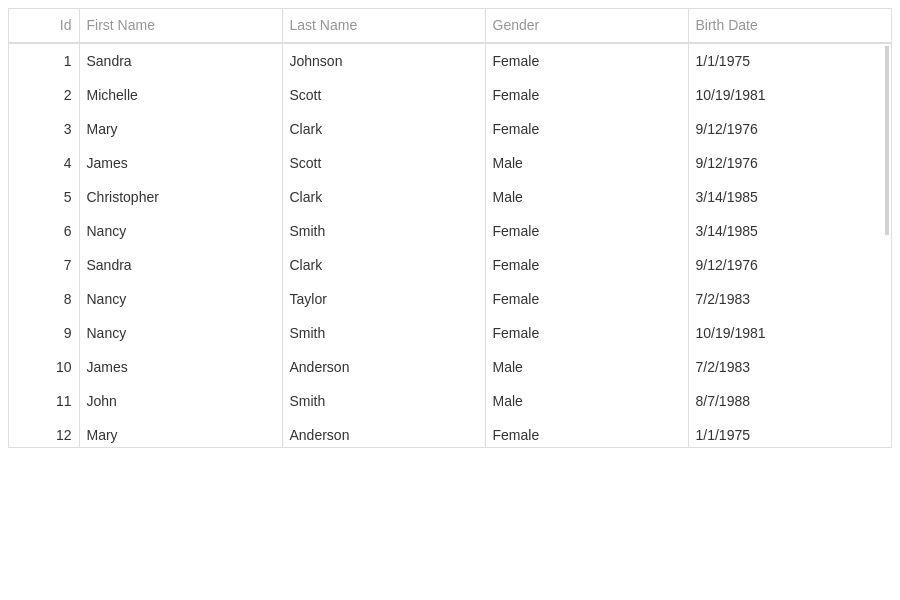 Id First Name Last Name Gender Birth Date
1 Sandra Johnson Female 1/1/1975
2 Michelle Scott Female 10/19/1981
3 Mary Clark Female 9/12/1976
4 James Scott Male 9/12/1976
5 Christopher Clark Male 3/14/1985
6 Nancy Smith Female 3/14/1985
7 Sandra Clark Female 9/12/1976
8 Nancy Taylor Female 7/2/1983
9 Nancy Smith Female 10/19/1981
10 James Anderson Male 7/2/1983
11 John Smith Male 8/7/1988
12 Mary Anderson Female 1/1/1975